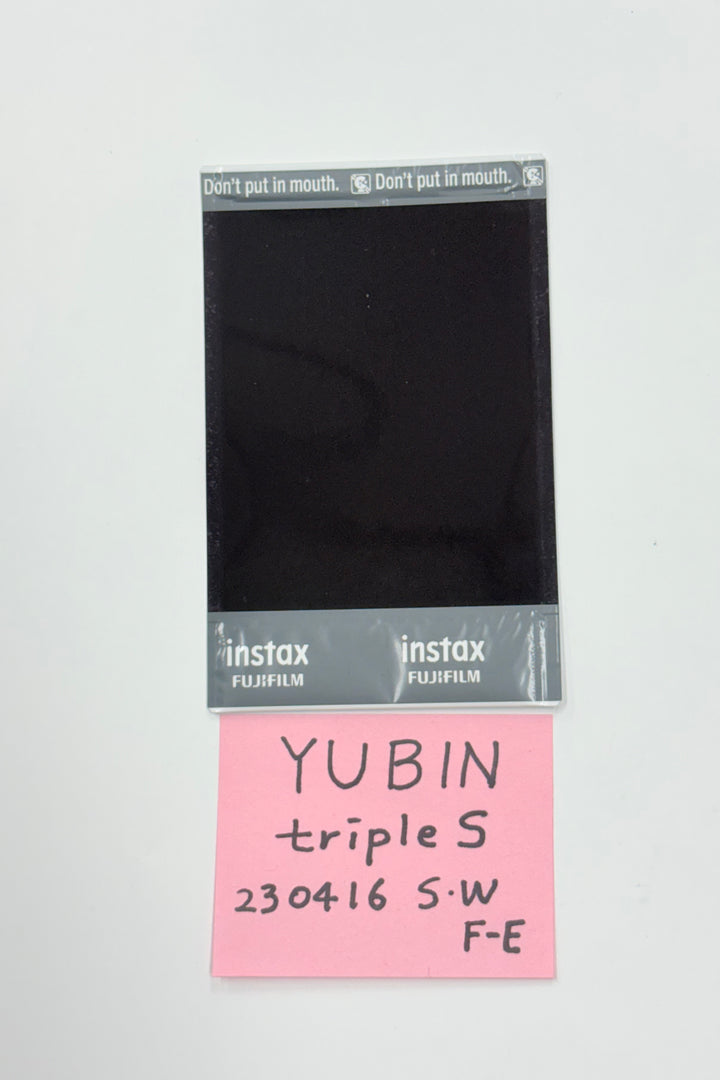 Don't put in mouth. Don't put in mouth.
instax instax
FUJIFILM FUJIFILM
YUBIN
tripleS
230416 S·W
F-E